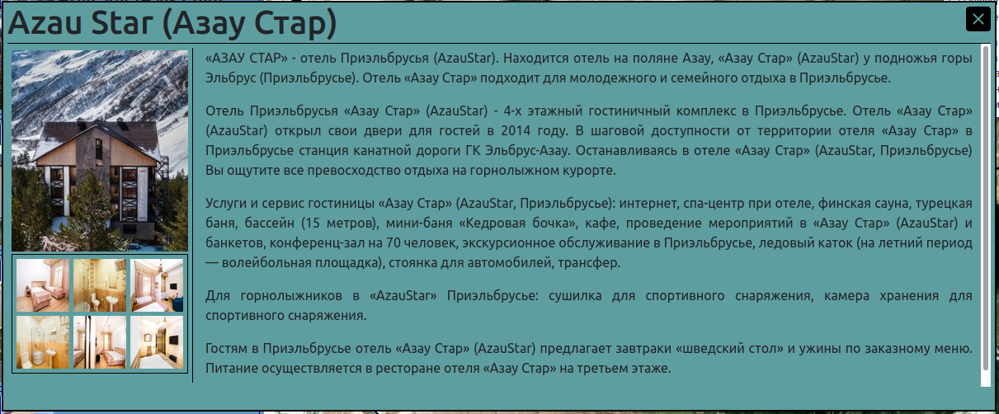 Azau Star (Азау Стар)
«АЗАУ СТАР» - отель Приэльбрусья (AzauStar). Находится отель на поляне Азау, «Азау Стар» (AzauStar) у подножья горы
Эльбрус (Приэльбрусье). Отель «Азау Стар» подходит для молодежного и семейного отдыха в Приэльбрусье.
Отель Приэльбрусья «Азау Стар» (AzauStar) - 4-х этажный гостиничный комплекс в Приэльбрусье. Отель «Азау Стар»
(AzauStar) открыл свои двери для гостей в 2014 году. В шаговой доступности от территории отеля «Азау Стар» в
Приэльбрусье станция канатной дороги ГК Эльбрус-Азау. Останавливаясь в отеле «Азау Стар» (AzauStar, Приэльбрусье)
Вы ощутите все превосходство отдыха на горнолыжном курорте.
Услуги и сервис гостиницы «Азау Стар» (AzauStar, Приэльбрусье): интернет, спа-центр при отеле, финская сауна, турецкая
баня, бассейн (15 метров), мини-баня «Кедровая бочка», кафе, проведение мероприятий в «Азау Стар» (AzauStar) и
банкетов, конференц-зал на 70 человек, экскурсионное обслуживание в Приэльбрусье, ледовый каток (на летний период
— волейбольная площадка), стоянка для автомобилей, трансфер.
Для горнолыжников в «AzauStar» Приэльбрусье: сушилка для спортивного снаряжения, камера хранения для
спортивного снаряжения.
Гостям в Приэльбрусье отель «Азау Стар» (AzauStar) предлагает завтраки «шведский стол» и ужины по заказному меню.
Питание осуществляется в ресторане отеля «Азау Стар» на третьем этаже.